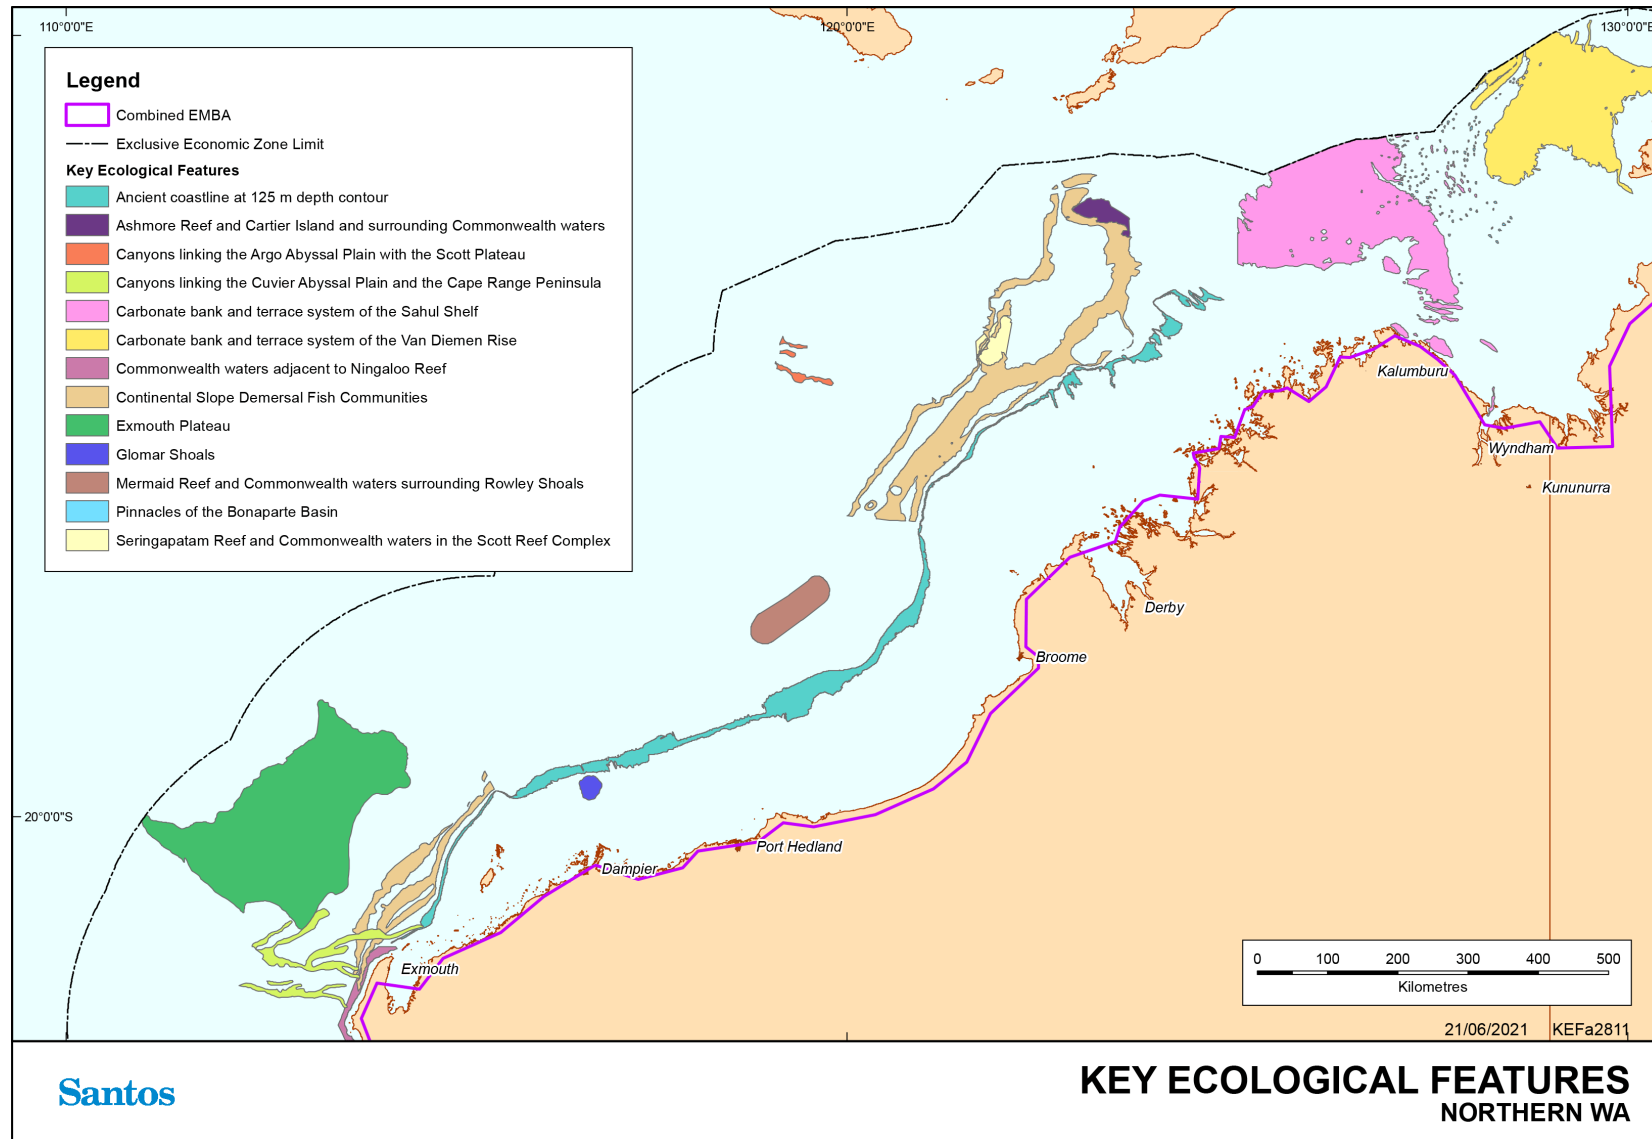 110°0'0"E
120°0'0"E
130°0'0"E
Legend
Combined EMBA
Exclusive Economic Zone Limit
Key Ecological Features
Ancient coastline at 125 m depth contour
Ashmore Reef and Cartier Island and surrounding Commonwealth waters
Canyons linking the Argo Abyssal Plain with the Scott Plateau
Canyons linking the Cuvier Abyssal Plain and the Cape Range Peninsula
Carbonate bank and terrace system of the Sahul Shelf
Carbonate bank and terrace system of the Van Diemen Rise
Commonwealth waters adjacent to Ningaloo Reef
Continental Slope Demersal Fish Communities
Exmouth Plateau
Glomar Shoals
Mermaid Reef and Commonwealth waters surrounding Rowley Shoals
Pinnacles of the Bonaparte Basin
Seringapatam Reef and Commonwealth waters in the Scott Reef Complex
Kalumburu
Wyndham
Kununurra
Derby
Broome
20°0'0"S
Port Hedland
Dampier
Exmouth
0 100 200 300 400 500
Kilometres
21/06/2021 KEFa2811
Santos
KEY ECOLOGICAL FEATURES
NORTHERN WA